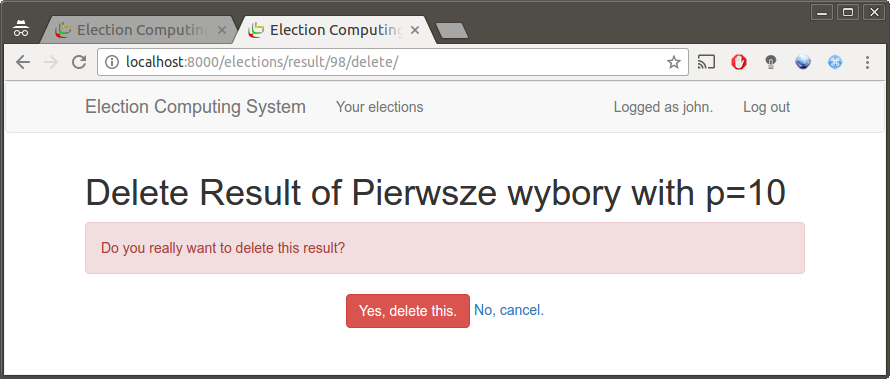 Election Computing Election Computing
localhost:8000/elections/result/98/delete/
Election Computing System Your elections Logged as john. Log out
Delete Result of Pierwsze wybory with p=10
Do you really want to delete this result?
Yes, delete this. No, cancel.